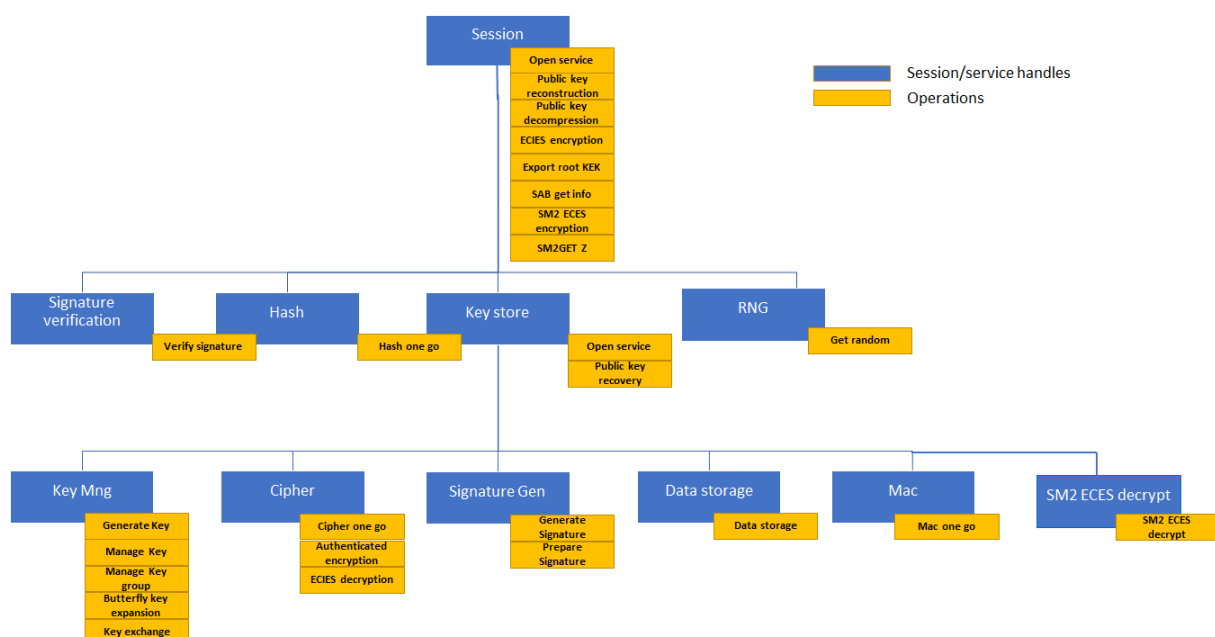 Session
Open service
Public key
reconstruction
Public key
decompression
ECIES encryption
Export root KEK
SAB get info
SM2 ECES
encryption
SM2GET Z
Session/service handles
Operations
Signature
verification
Verify signature
Hash
Hash one go
Key store
Open service
Public key
recovery
RNG
Get random
Key Mng
Generate Key
Manage Key
Manage Key
group
Butterfly key
expansion
Key exchange
Cipher
Cipher one go
Authenticated
encryption
ECIES decryption
Signature Gen
Generate
Signature
Prepare
Signature
Data storage
Data storage
Mac
Mac one go
SM2 ECES decrypt
SM2 ECES
decrypt